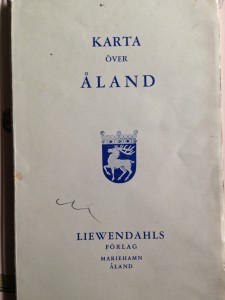 KARTA
ÖVER
ÅLAND
LIEWENDAHLS
FÖRLAG
MARIEHAMN
ÅLAND